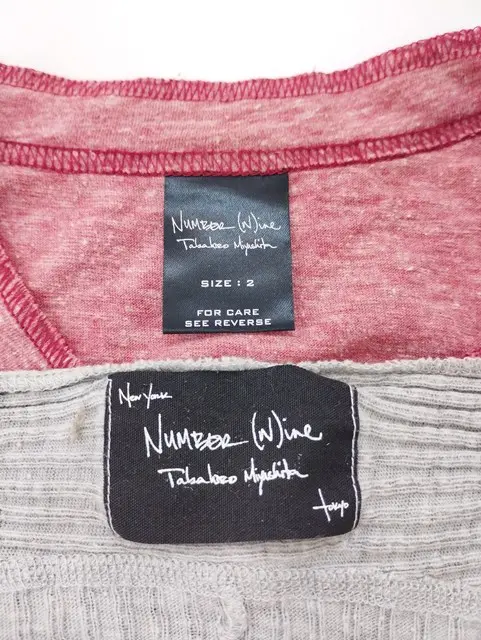 NUMBER (N)ine
Takahiro Miyashita
SIZE : 2
FOR CARE
SEE REVERSE
New York
NUMBER (N)ine
Takahiro Miyashita
tokyo